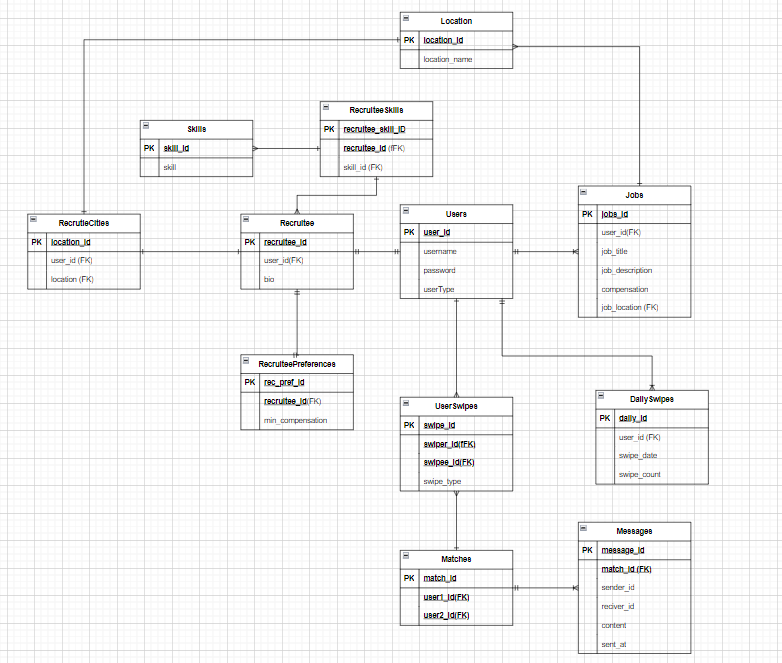 Location
PK location_id
location_name
RecruiteeSkills
PK recruitee_skill_ID
recruitee_id (fFK)
skill_id (FK)
Skills
PK skill_id
skill
RecrutieCities
PK location_id
user_id (FK)
location (FK)
Recruitee
PK recruitee_id
user_id(FK)
bio
Users
PK user_id
username
password
userType
Jobs
PK jobs_id
user_id(FK)
job_title
job_description
compensation
job_location (FK)
RecruiteePreferences
PK rec_pref_id
recruitee_id(FK)
min_compensation
UserSwipes
PK swipe_id
swiper_id(fFK)
swipee_id(FK)
swipe_type
DailySwipes
PK daily_id
user_id (FK)
swipe_date
swipe_count
Matches
PK match_id
user1_id(FK)
user2_id(FK)
Messages
PK message_id
match_id (FK)
sender_id
reciver_id
content
sent_at